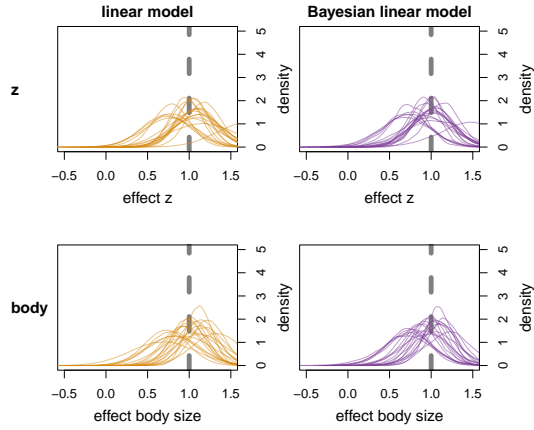 linear model
Bayesian linear model
z
0 1 2 3 4 5
density
0 1 2 3 4 5
density
−0.5 0.0 0.5 1.0 1.5
−0.5 0.0 0.5 1.0 1.5
effect z
effect z
body
0 1 2 3 4 5
density
0 1 2 3 4 5
density
−0.5 0.0 0.5 1.0 1.5
−0.5 0.0 0.5 1.0 1.5
effect body size
effect body size